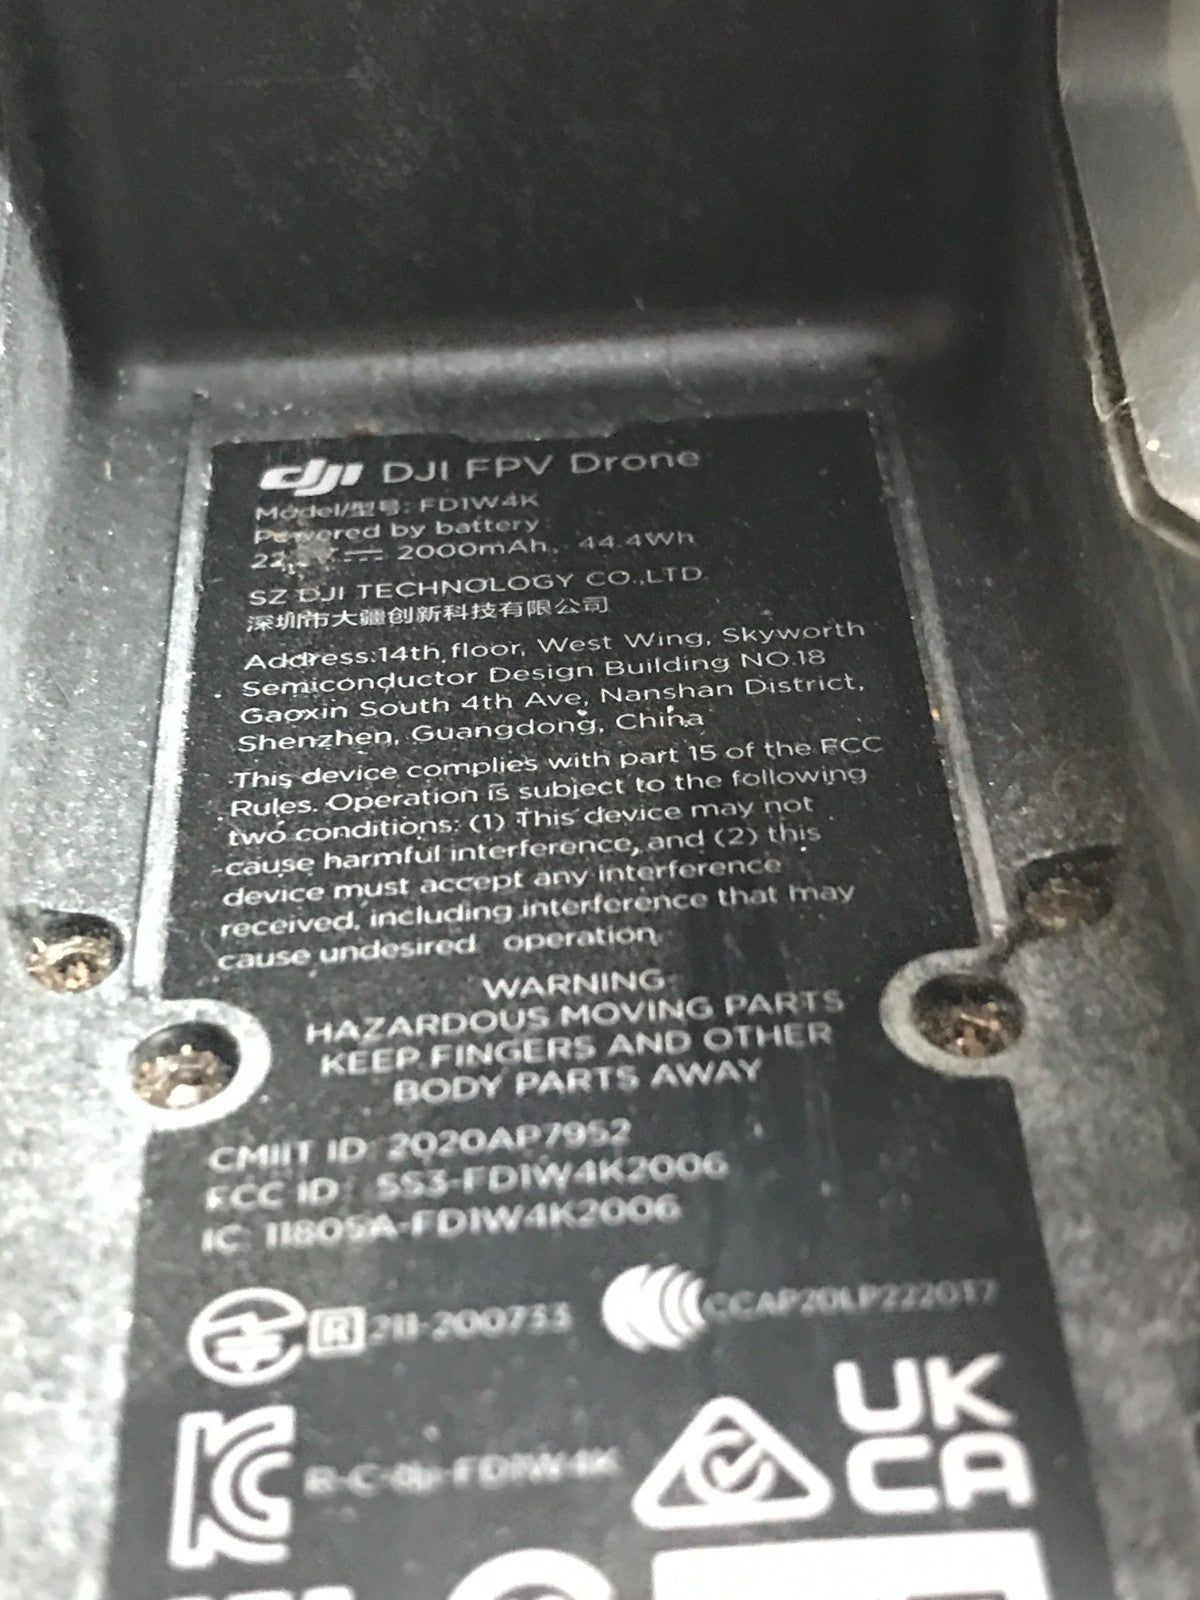 dji DJI FPV Drone
Model/型号: FD1W4K
Powered by battery
2000mAh, 44.4Wh
SZ DJI TECHNOLOGY CO.,LTD.
深圳市大疆创新科技有限公司
Address:14th floor, West Wing, Skyworth
Semiconductor Design Building NO.18
Gaoxin South 4th Ave, Nanshan District,
Shenzhen, Guangdong, China
This device complies with part 15 of the FCC
Rules. Operation is subject to the following
two conditions: (1) This device may not
cause harmful interference, and (2) this
device must accept any interference
received, including interference that may
cause undesired operation.
WARNING:
HAZARDOUS MOVING PARTS
KEEP FINGERS AND OTHER
BODY PARTS AWAY
CMIIT ID: 2020AP7952
FCC ID: SS3-FD1W4K2006
IC: 11805A-FD1W4K2006
R 211-200733 CCAP20LP2220T7
UK
CA